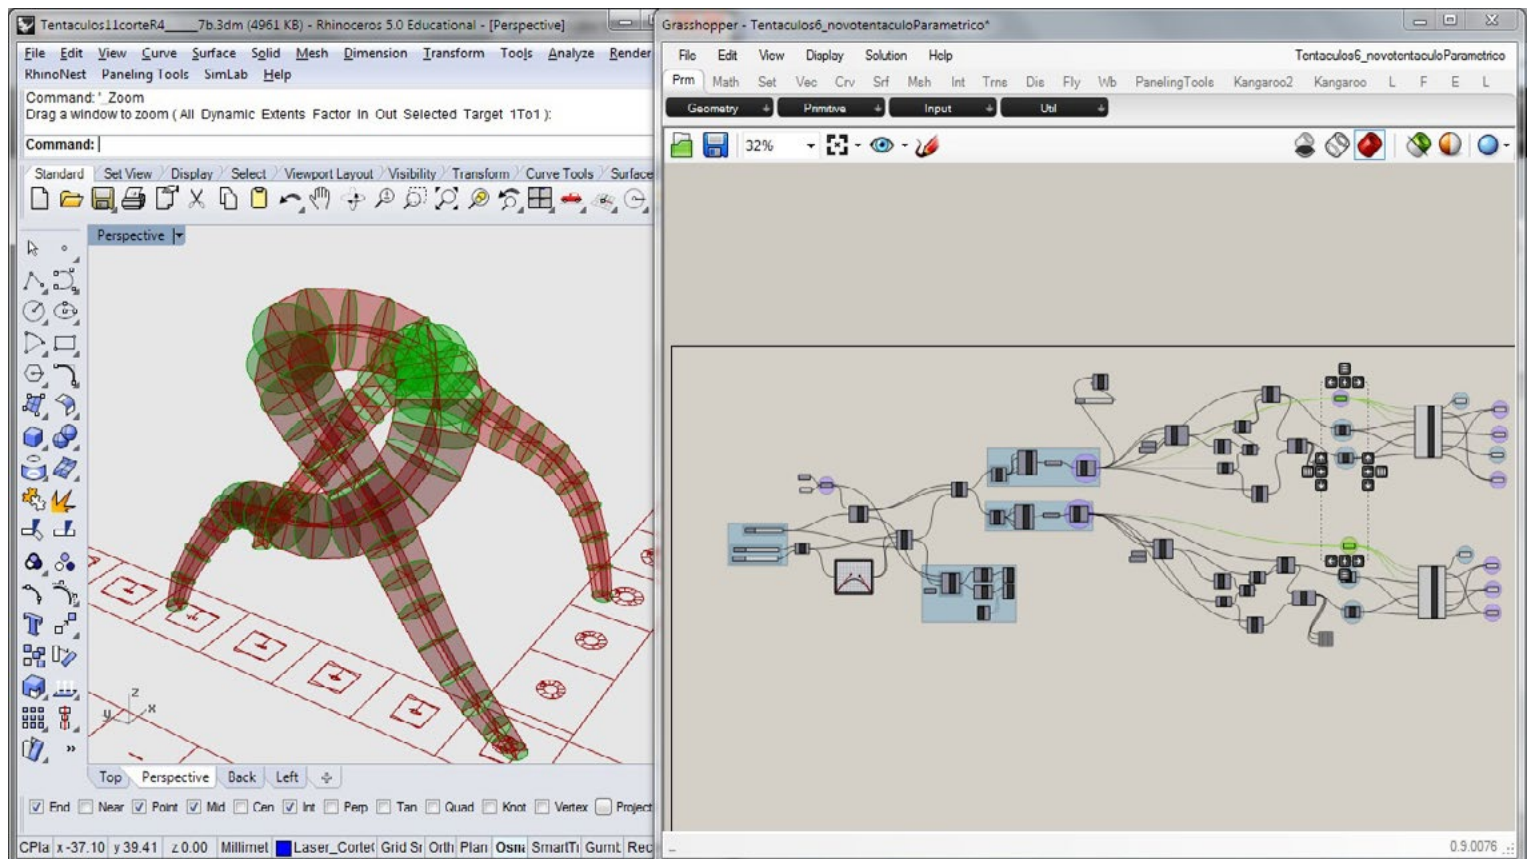 Tentaculos11corteR4_____7b.3dm (4961 KB) - Rhinoceros 5.0 Educational - [Perspective]
File Edit View Curve Surface Solid Mesh Dimension Transform Tools Analyze Render
RhinoNest Paneling Tools SimLab Help
Command: '_Zoom
Drag a window to zoom ( All Dynamic Extents Factor In Out Selected Target 1To1 ):
Command:
Standard Set View Display Select Viewport Layout Visibility Transform Curve Tools Surface
Perspective
z
y x
Top Perspective Back Left
End Near Point Mid Cen Int Perp Tan Quad Knot Vertex Project
CPla x -37.10 y 39.41 z 0.00 Millimet Laser_Corte( Grid Sr Orth Plan Osna SmartTi Gumb Rec
Grasshopper - Tentaculos6_novotentaculoParametrico*
File Edit View Display Solution Help Tentaculos6_novotentaculoParametrico
Prm Math Set Vec Crv Srf Msh Int Trns Dis Fly Wb PanelingTools Kangaroo2 Kangaroo L F E L
Geometry Primitive Input Util
32%
0.9.0076